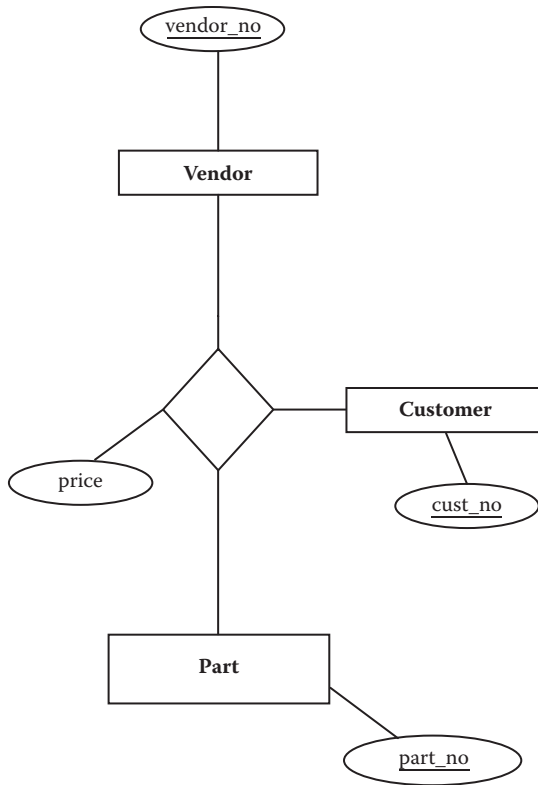 vendor_no
Vendor
Customer
price
cust_no
Part
part_no